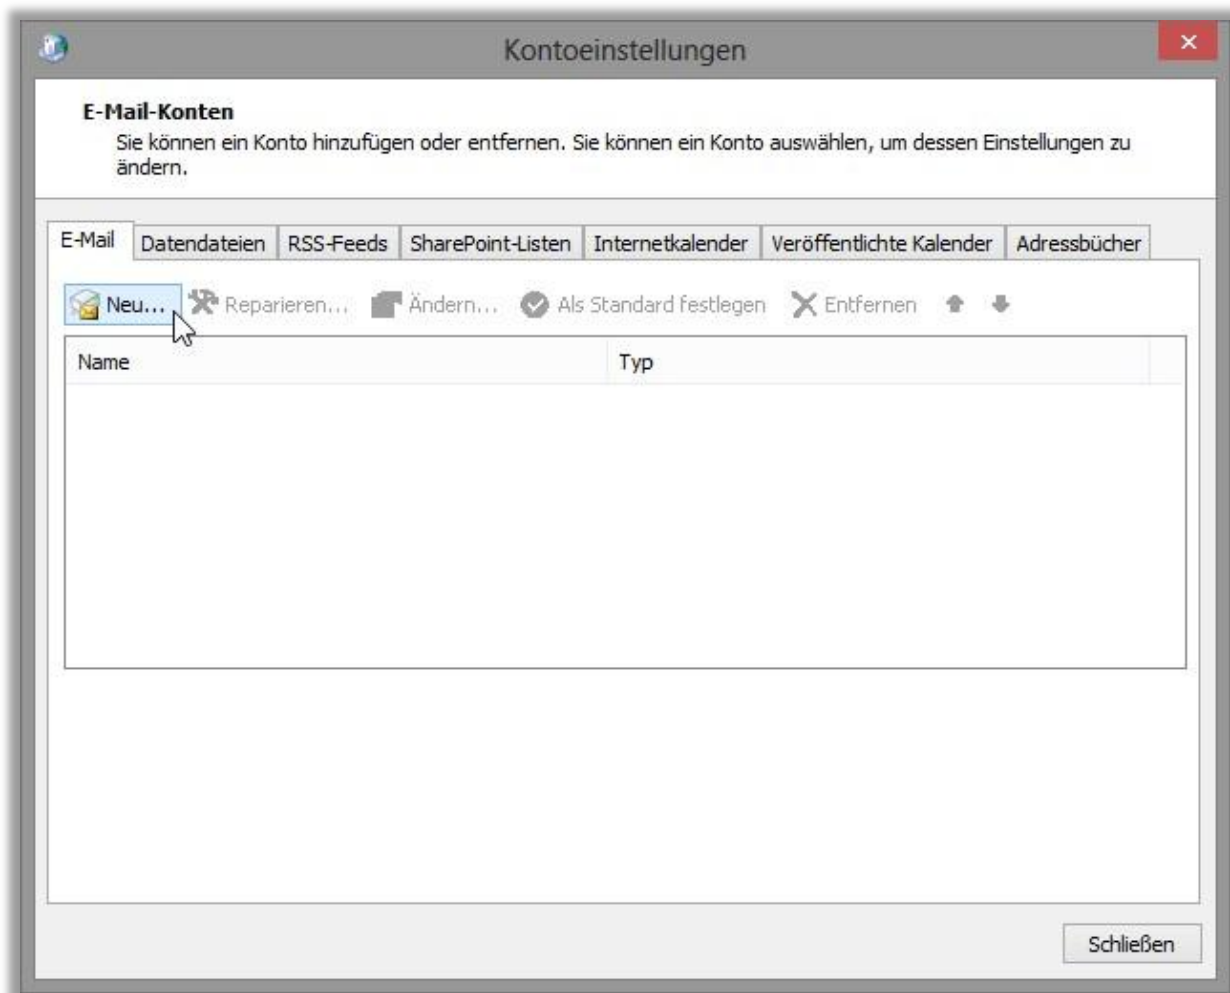 Kontoeinstellungen
E-Mail-Konten
Sie können ein Konto hinzufügen oder entfernen. Sie können ein Konto auswählen, um dessen Einstellungen zu
ändern.
E-Mail Datendateien RSS-Feeds SharePoint-Listen Internetkalender Veröffentlichte Kalender Adressbücher
Neu... Reparieren... Ändern... Als Standard festlegen Entfernen
Name Typ
Schließen